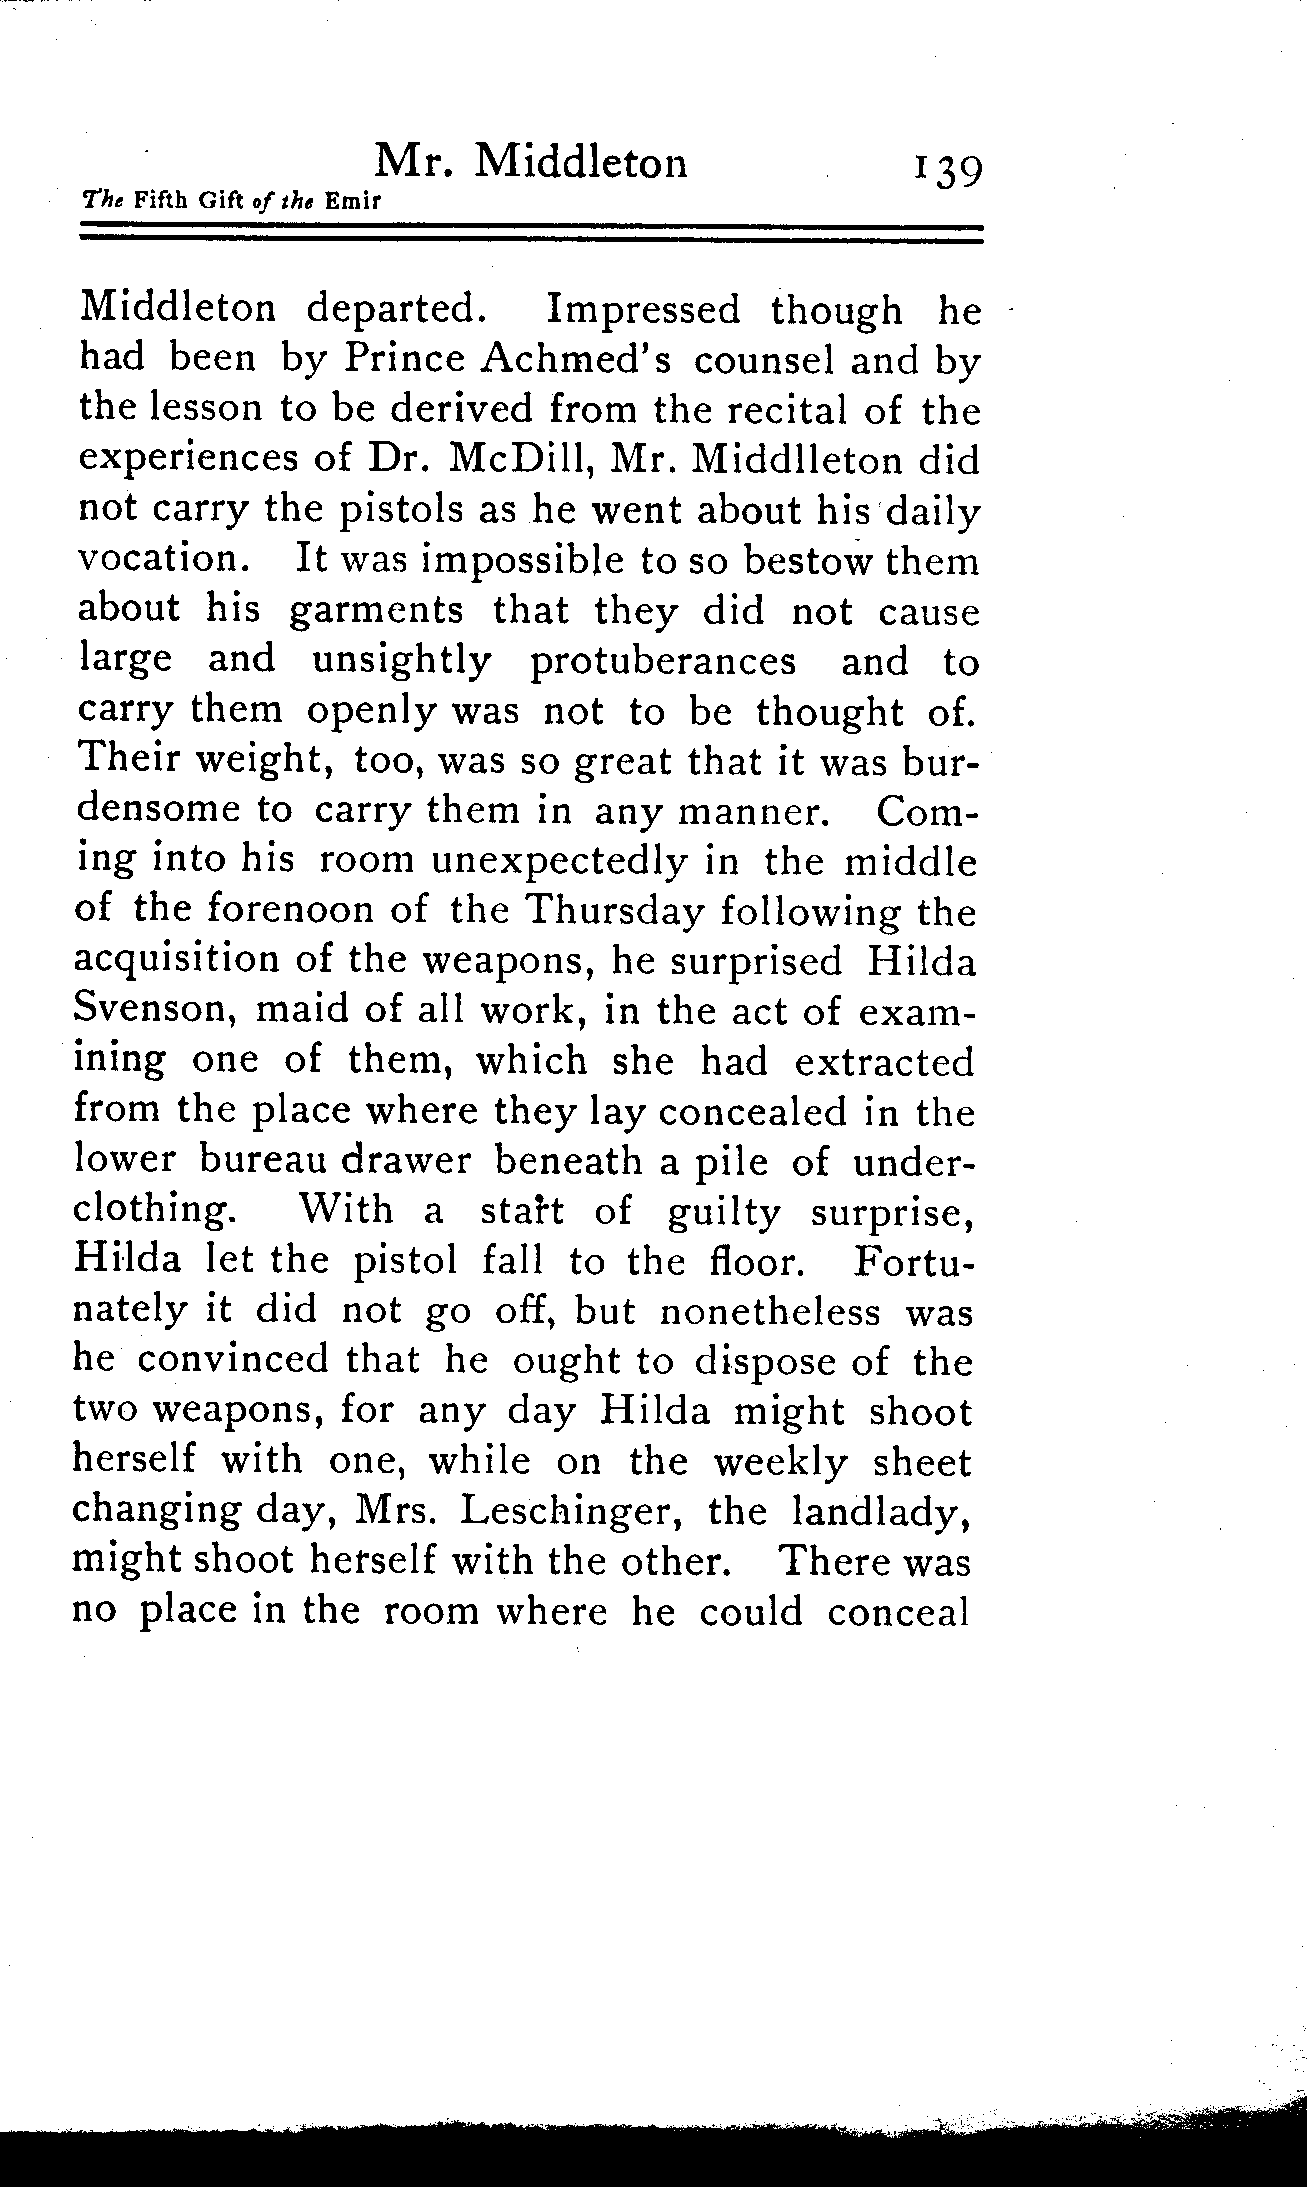 Mr. Middleton 139
The Fifth Gift of the Emir
Middleton departed. Impressed though he
had been by Prince Achmed's counsel and by
the lesson to be derived from the recital of the
experiences of Dr. McDill, Mr. Middlleton did
not carry the pistols as he went about his daily
vocation. It was impossible to so bestow them
about his garments that they did not cause
large and unsightly protuberances and to
carry them openly was not to be thought of.
Their weight, too, was so great that it was bur-
densome to carry them in any manner. Com-
ing into his room unexpectedly in the middle
of the forenoon of the Thursday following the
acquisition of the weapons, he surprised Hilda
Svenson, maid of all work, in the act of exam-
ining one of them, which she had extracted
from the place where they lay concealed in the
lower bureau drawer beneath a pile of under-
clothing. With a start of guilty surprise,
Hilda let the pistol fall to the floor. Fortu-
nately it did not go off, but nonetheless was
he convinced that he ought to dispose of the
two weapons, for any day Hilda might shoot
herself with one, while on the weekly sheet
changing day, Mrs. Leschinger, the landlady,
might shoot herself with the other. There was
no place in the room where he could conceal